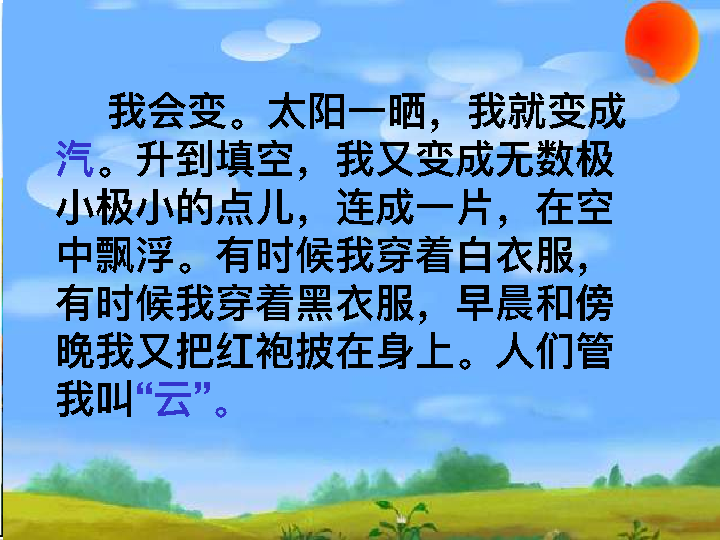 我会变。太阳一晒，我就变成
汽。升到填空，我又变成无数极
小极小的点儿，连成一片，在空
中飘浮。有时候我穿着白衣服，
有时候我穿着黑衣服，早晨和傍
晚我又把红袍披在身上。人们管
我叫“云”。